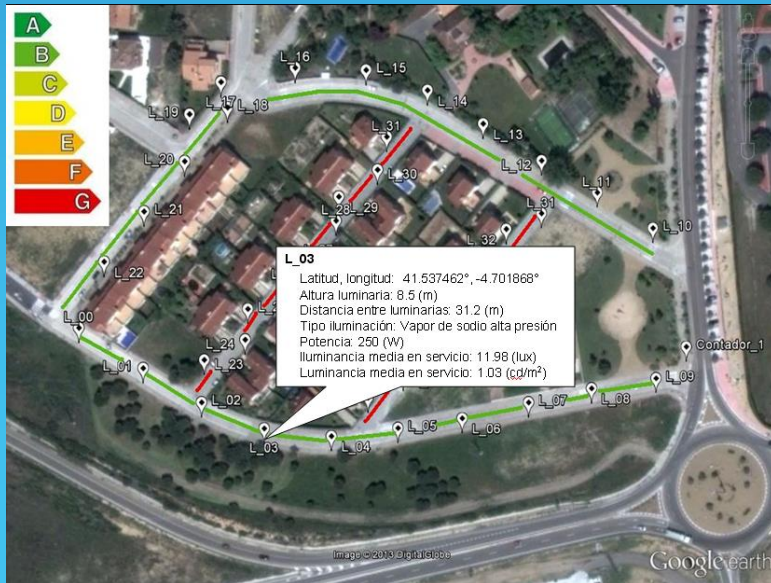 A
B
C
D
E
F
G
L_16
L_15
L_17
L_18
L_14
L_19
L_31
L_13
L_20
L_30
L_12
L_28
L_29
L_11
L_21
L_31
L_32
L_10
L_22
L_03
Latitud, longitud: 41.537462°, -4.701868°
Altura luminaria: 8.5 (m)
Distancia entre luminarias: 31.2 (m)
Tipo iluminación: Vapor de sodio alta presión
Potencia: 250 (W)
Iluminancia media en servicio: 11.98 (lux)
Luminancia media en servicio: 1.03 (cd/m²)
L_00
L_24
L_23
Contador_1
L_01
L_09
L_02
L_08
L_07
L_06
L_05
L_04
L_03
Image © 2013 DigitalGlobe
Google earth